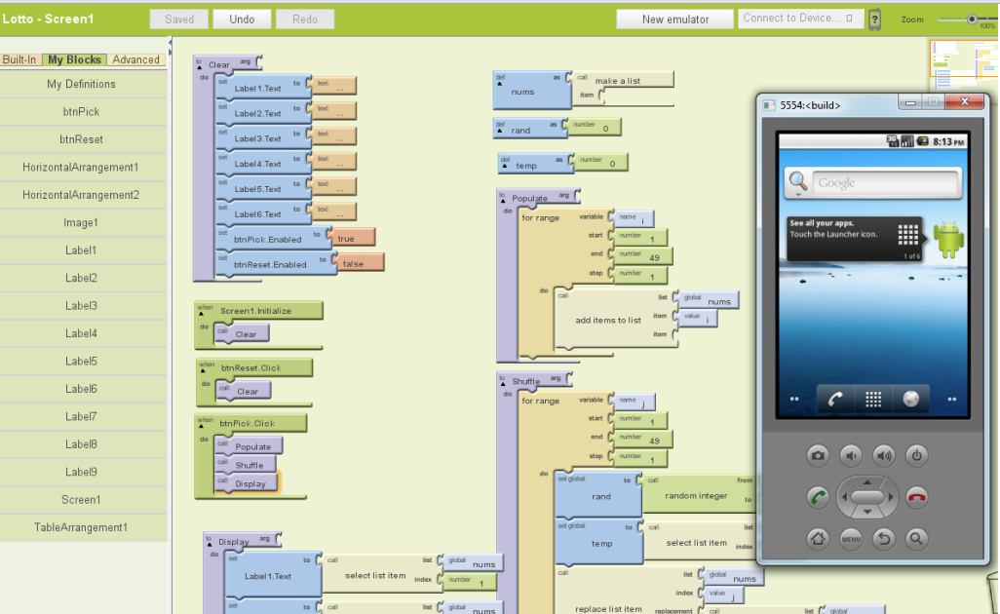 Lotto - Screen1
Saved
Undo
Redo
New emulator
Connect to Device...
?
Zoom
100%
Built-In
My Blocks
Advanced
My Definitions
btnPick
btnReset
HorizontalArrangement1
HorizontalArrangement2
Image1
Label1
Label2
Label3
Label4
Label5
Label6
Label7
Label8
Label9
Screen1
TableArrangement1
to Clear arg
do
set Label1.Text to text ...
set Label2.Text to text ...
set Label3.Text to text ...
set Label4.Text to text ...
set Label5.Text to text ...
set Label6.Text to text ...
set btnPick.Enabled to true
set btnReset.Enabled to false
when Screen1.Initialize
do call Clear
when btnReset.Click
do call Clear
when btnPick.Click
do call Populate
call Shuffle
call Display
to Display arg
do
set Label1.Text to call select list item list global nums
index number 1
set to call list global nums
def nums as call make a list
item
def rand as number 0
def temp as number 0
to Populate arg
do
for range variable name i
start number 1
end number 49
step number 1
do call add items to list list global nums
item value i
item
to Shuffle arg
do
for range variable name j
start number 1
end number 49
step number 1
do
set global rand to call random integer from
to
set global temp to call select list item list
index
call replace list item list global nums
index value j
replacement call list global
5554:<build>
8:13 PM
Google
See all your apps.
Touch the Launcher icon.
1 of 6
MENU